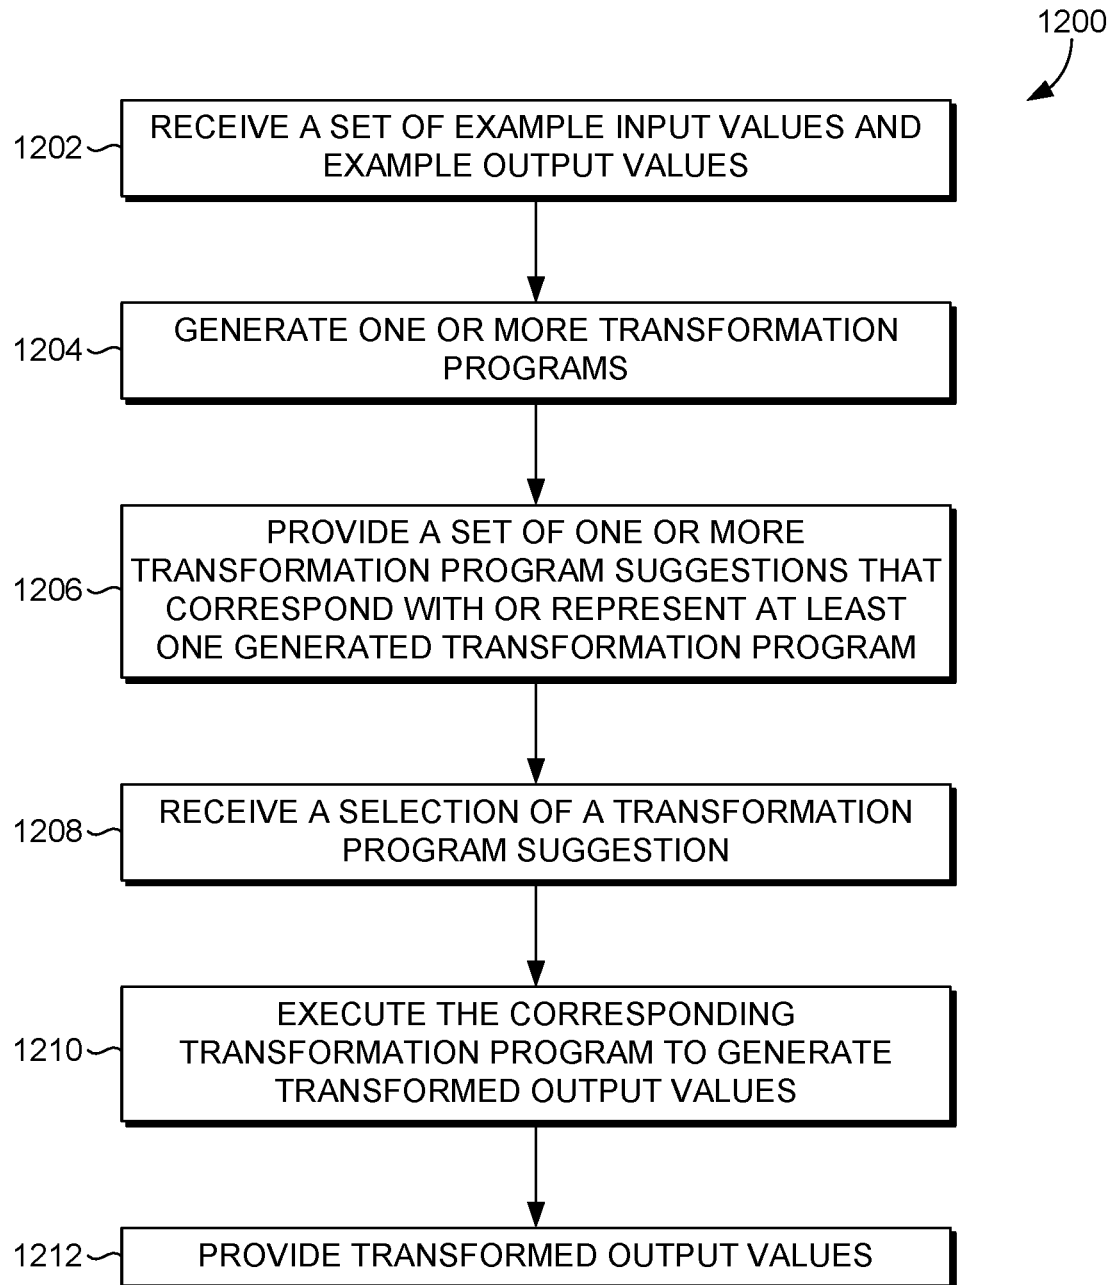 1200
1202
RECEIVE A SET OF EXAMPLE INPUT VALUES AND
EXAMPLE OUTPUT VALUES
1204
GENERATE ONE OR MORE TRANSFORMATION
PROGRAMS
1206
PROVIDE A SET OF ONE OR MORE
TRANSFORMATION PROGRAM SUGGESTIONS THAT
CORRESPOND WITH OR REPRESENT AT LEAST
ONE GENERATED TRANSFORMATION PROGRAM
1208
RECEIVE A SELECTION OF A TRANSFORMATION
PROGRAM SUGGESTION
1210
EXECUTE THE CORRESPONDING
TRANSFORMATION PROGRAM TO GENERATE
TRANSFORMED OUTPUT VALUES
1212
PROVIDE TRANSFORMED OUTPUT VALUES